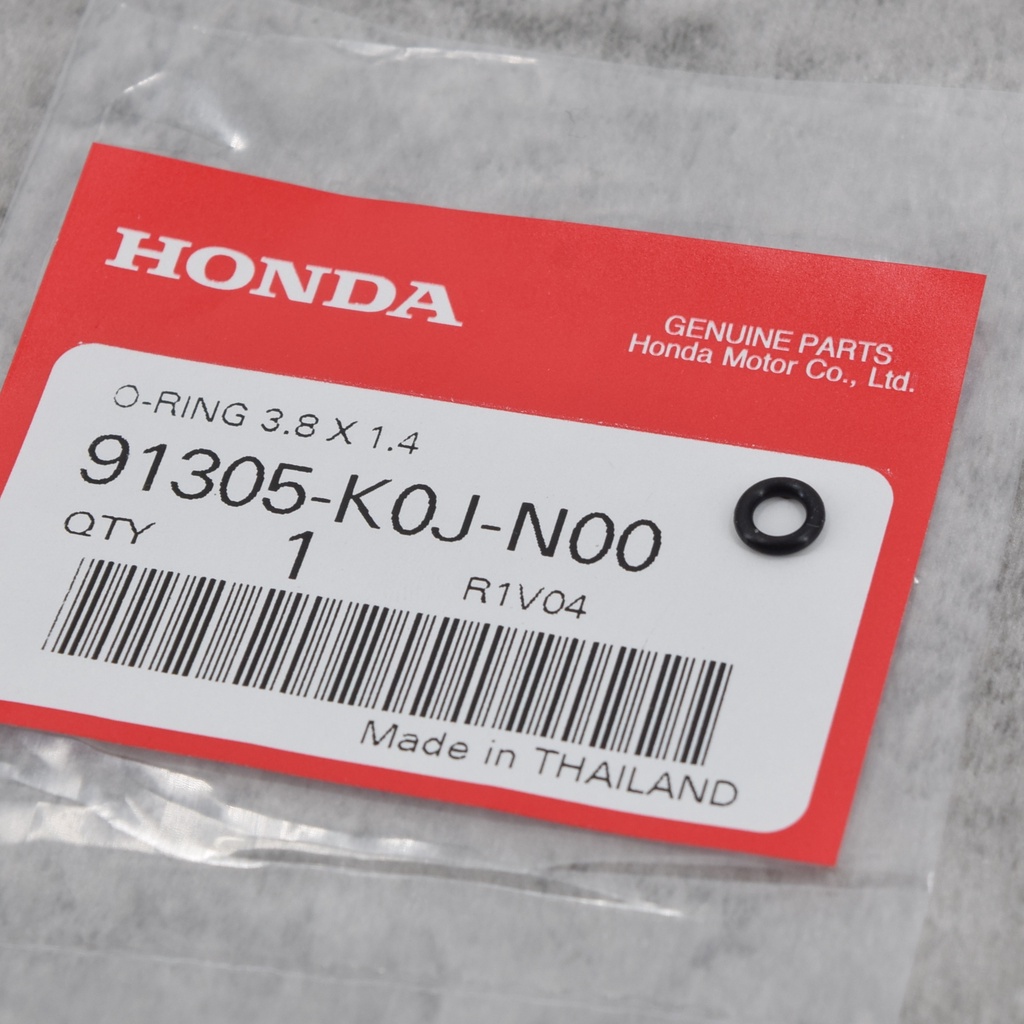 HONDA
GENUINE PARTS
Honda Motor Co., Ltd.
O-RING 3.8 X 1.4
91305-K0J-N00
QTY 1
R1V04
Made in THAILAND